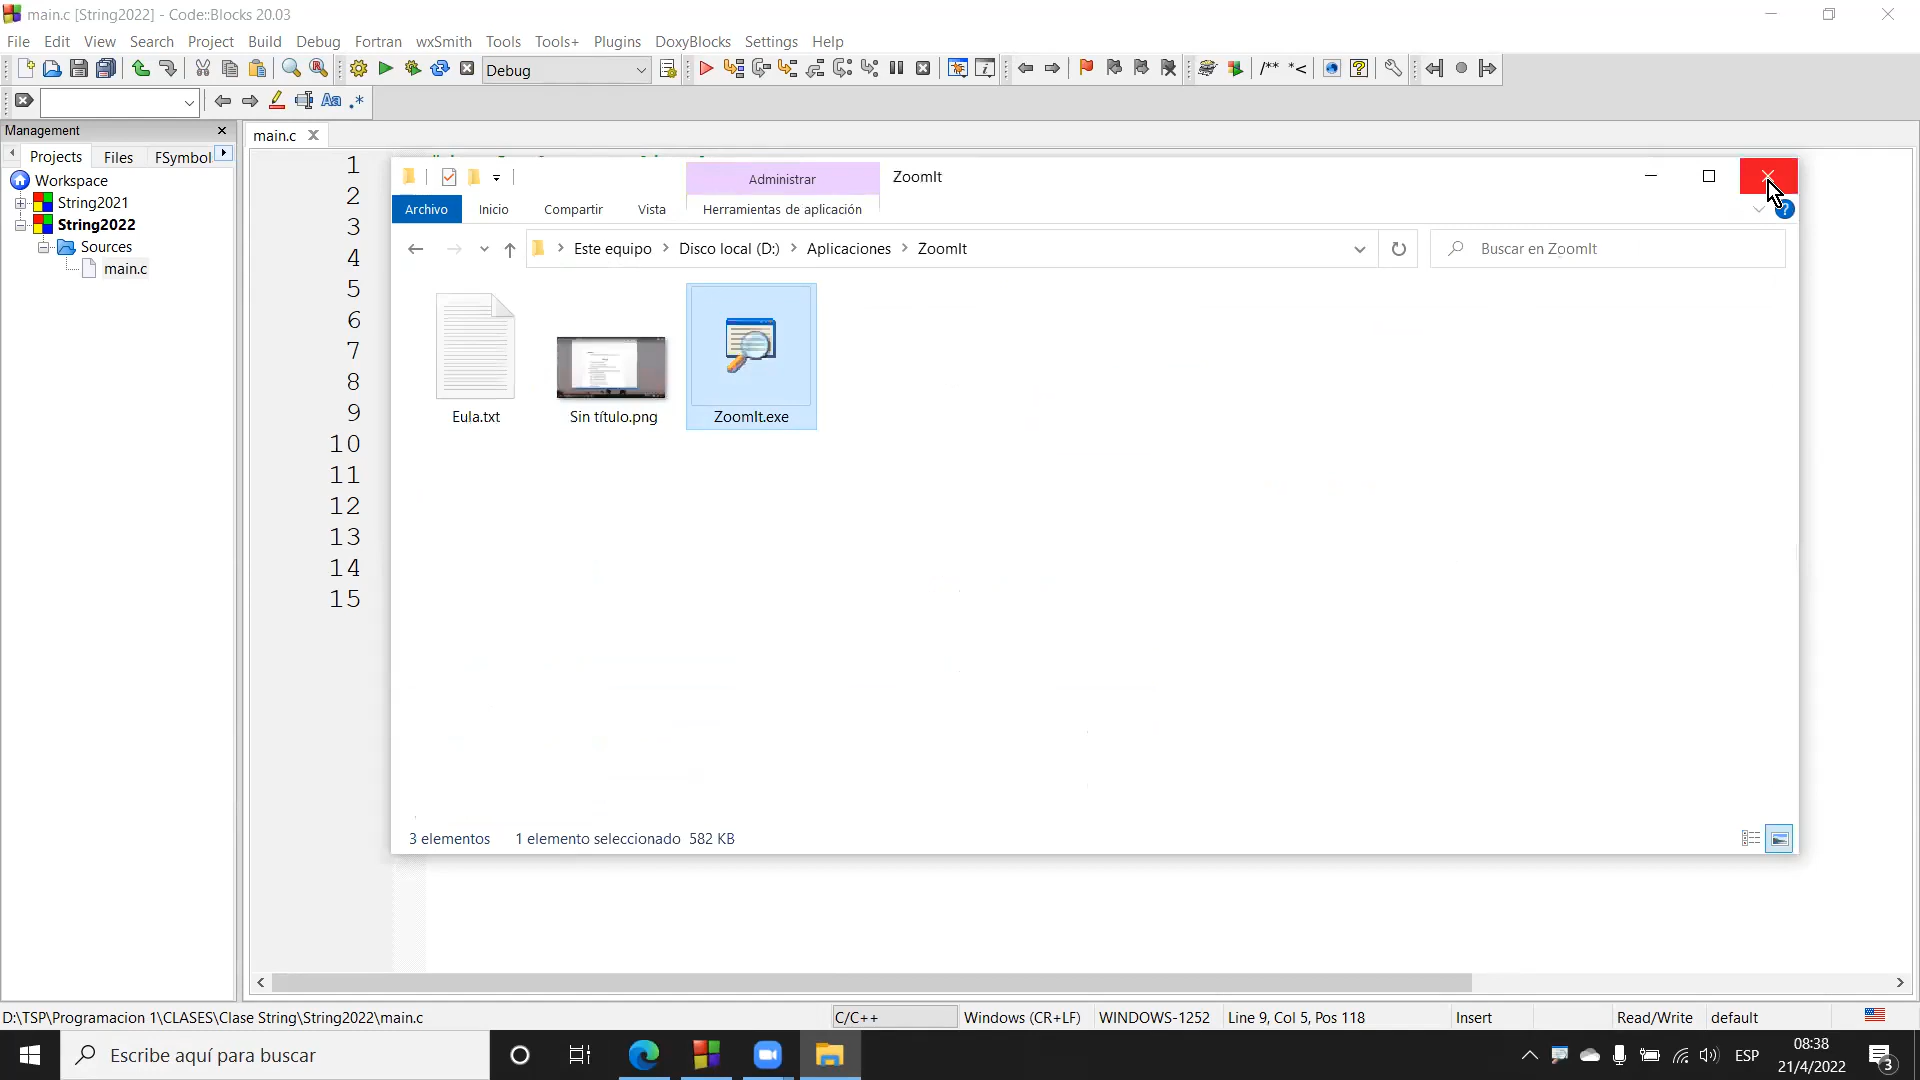 main.c [String2022] - Code::Blocks 20.03
File Edit View Search Project Build Debug Fortran wxSmith Tools Tools+ Plugins DoxyBlocks Settings Help
Debug
/** *<
Aa .*
Management
main.c
Projects Files FSymbol
Workspace
String2021
String2022
Sources
main.c
1
2
3
4
5
6
7
8
9
10
11
12
13
14
15
Administrar ZoomIt
Archivo Inicio Compartir Vista Herramientas de aplicación
Este equipo Disco local (D:) Aplicaciones ZoomIt
Buscar en ZoomIt
Eula.txt Sin título.png ZoomIt.exe
3 elementos 1 elemento seleccionado 582 KB
D:\TSP\Programacion 1\CLASES\Clase String\String2022\main.c C/C++ Windows (CR+LF) WINDOWS-1252 Line 9, Col 5, Pos 118 Insert Read/Write default
Escribe aquí para buscar
ESP
08:38
21/4/2022
3